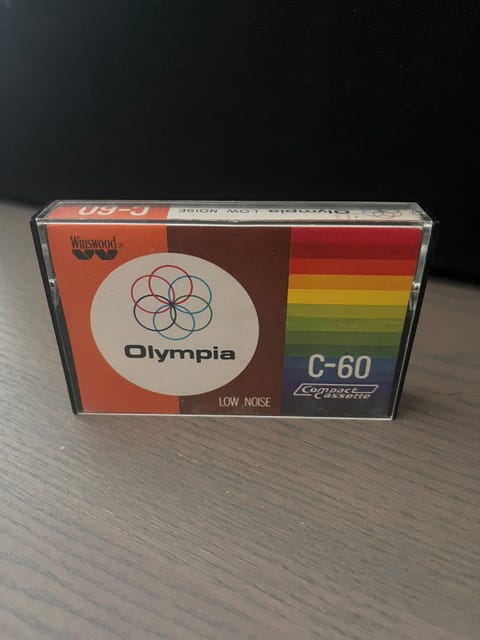 C-60 Olympia LOW NOISE
Winswood®
Olympia
LOW NOISE
C-60
Compact
Cassette